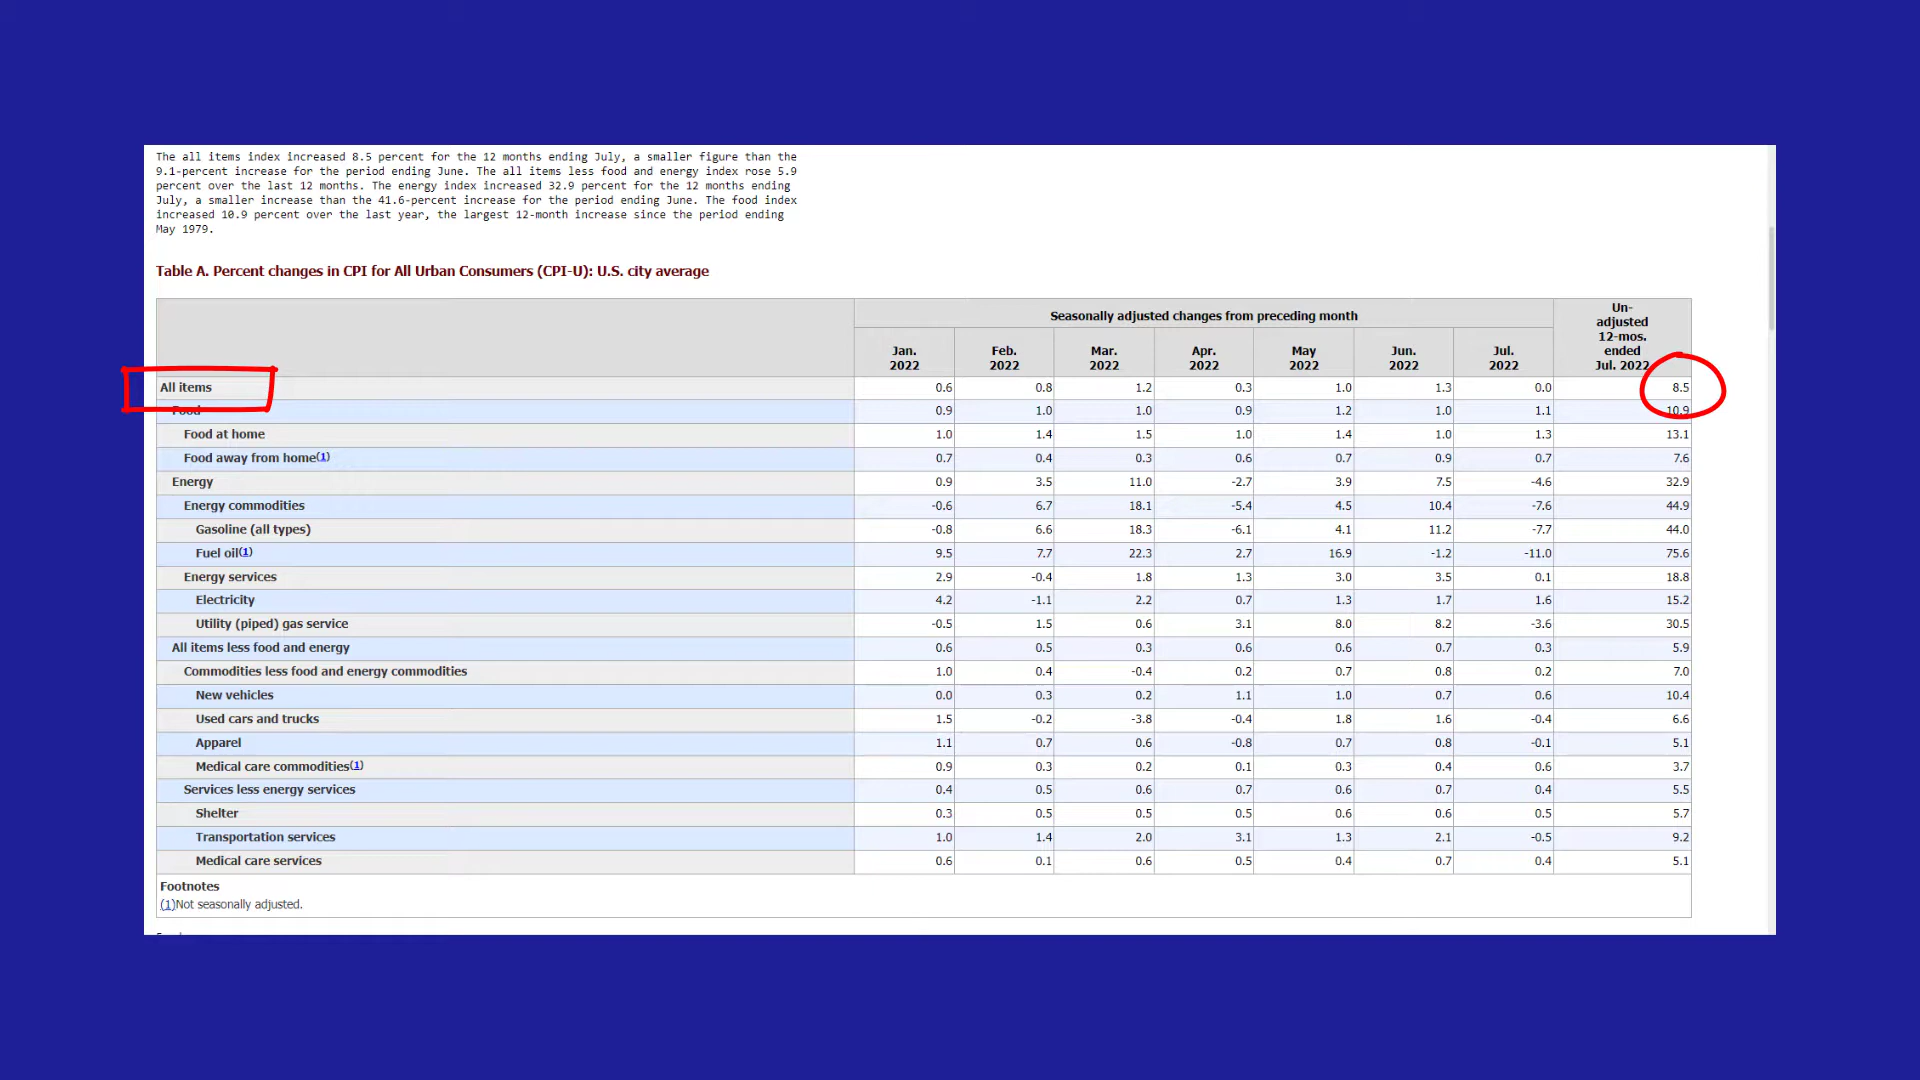 The all items index increased 8.5 percent for the 12 months ending July, a smaller figure than the
9.1-percent increase for the period ending June. The all items less food and energy index rose 5.9
percent over the last 12 months. The energy index increased 32.9 percent for the 12 months ending
July, a smaller increase than the 41.6-percent increase for the period ending June. The food index
increased 10.9 percent over the last year, the largest 12-month increase since the period ending
May 1979.
Table A. Percent changes in CPI for All Urban Consumers (CPI-U): U.S. city average
Seasonally adjusted changes from preceding month
Un-
adjusted
12-mos.
ended
Jul. 2022
Jan. 2022 Feb. 2022 Mar. 2022 Apr. 2022 May 2022 Jun. 2022 Jul. 2022
All items 0.6 0.8 1.2 0.3 1.0 1.3 0.0 8.5
Food 0.9 1.0 1.0 0.9 1.2 1.0 1.1 10.9
Food at home 1.0 1.4 1.5 1.0 1.4 1.0 1.3 13.1
Food away from home(1) 0.7 0.4 0.3 0.6 0.7 0.9 0.7 7.6
Energy 0.9 3.5 11.0 -2.7 3.9 7.5 -4.6 32.9
Energy commodities -0.6 6.7 18.1 -5.4 4.5 10.4 -7.6 44.9
Gasoline (all types) -0.8 6.6 18.3 -6.1 4.1 11.2 -7.7 44.0
Fuel oil(1) 9.5 7.7 22.3 2.7 16.9 -1.2 -11.0 75.6
Energy services 2.9 -0.4 1.8 1.3 3.0 3.5 0.1 18.8
Electricity 4.2 -1.1 2.2 0.7 1.3 1.7 1.6 15.2
Utility (piped) gas service -0.5 1.5 0.6 3.1 8.0 8.2 -3.6 30.5
All items less food and energy 0.6 0.5 0.3 0.6 0.6 0.7 0.3 5.9
Commodities less food and energy commodities 1.0 0.4 -0.4 0.2 0.7 0.8 0.2 7.0
New vehicles 0.0 0.3 0.2 1.1 1.0 0.7 0.6 10.4
Used cars and trucks 1.5 -0.2 -3.8 -0.4 1.8 1.6 -0.4 6.6
Apparel 1.1 0.7 0.6 -0.8 0.7 0.8 -0.1 5.1
Medical care commodities(1) 0.9 0.3 0.2 0.1 0.3 0.4 0.6 3.7
Services less energy services 0.4 0.5 0.6 0.7 0.6 0.7 0.4 5.5
Shelter 0.3 0.5 0.5 0.5 0.6 0.6 0.5 5.7
Transportation services 1.0 1.4 2.0 3.1 1.3 2.1 -0.5 9.2
Medical care services 0.6 0.1 0.6 0.5 0.4 0.7 0.4 5.1
Footnotes
(1)Not seasonally adjusted.